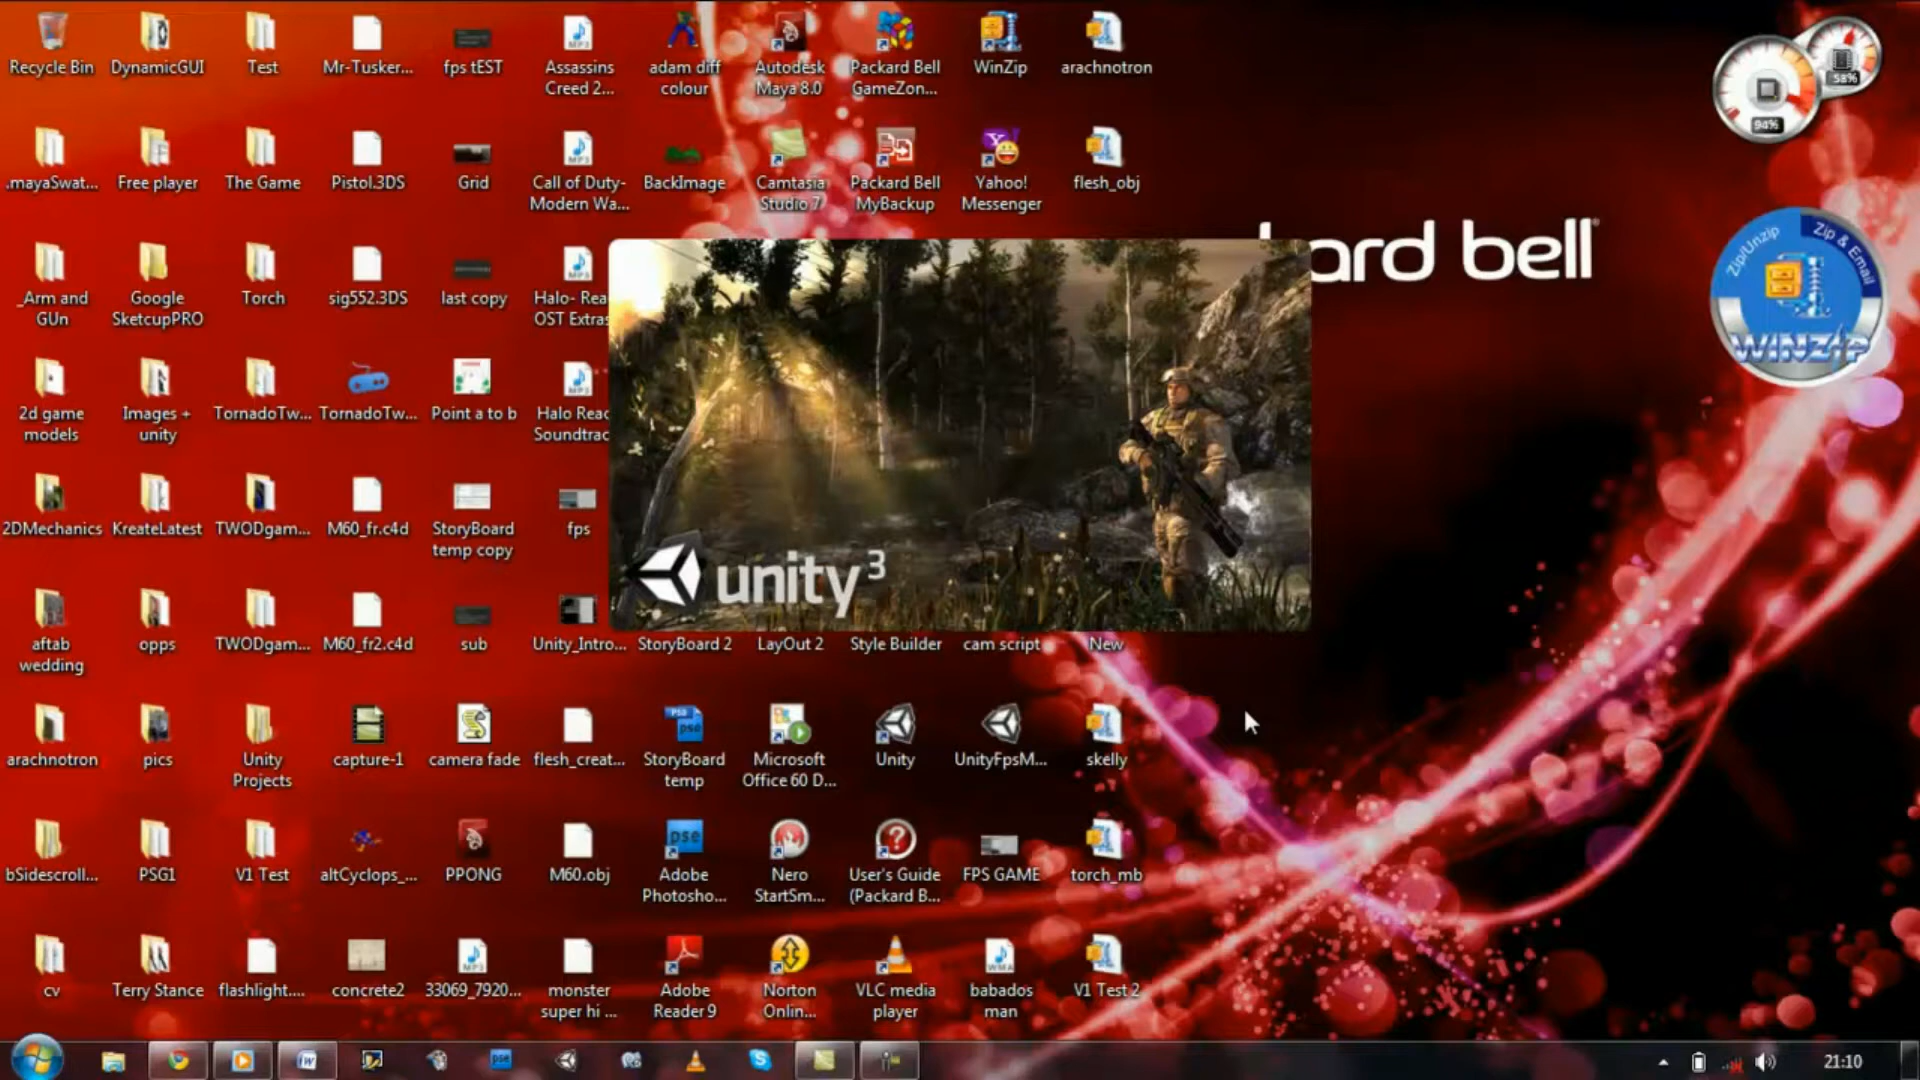 Recycle Bin
DynamicGUI
Test
Mr-Tusker...
fps tEST
Assassins
Creed 2...
adam diff
colour
Autodesk
Maya 8.0
Packard Bell
GameZon...
WinZip
arachnotron
58%
94%
.mayaSwat...
Free player
The Game
Pistol.3DS
Grid
Call of Duty-
Modern Wa...
BackImage
Camtasia
Studio 7
Packard Bell
MyBackup
Yahoo!
Messenger
flesh_obj
ard bell
Zip/Unzip
Zip & Email
WINZIP
_Arm and
GUn
Google
SketcupPRO
Torch
sig552.3DS
last copy
Halo- Rea
OST Extras
2d game
models
Images +
unity
TornadoTw...
TornadoTw...
Point a to b
Halo Reac
Soundtrac
2DMechanics
KreateLatest
TWODgam...
M60_fr.c4d
StoryBoard
temp copy
fps
unity3
aftab
wedding
opps
TWODgam...
M60_fr2.c4d
sub
Unity_Intro...
StoryBoard 2
LayOut 2
Style Builder
cam script
New
arachnotron
pics
Unity
Projects
capture-1
camera fade
flesh_creat...
StoryBoard
temp
Microsoft
Office 60 D...
Unity
UnityFpsM...
skelly
bSidescroll...
PSG1
V1 Test
altCyclops_...
PPONG
M60.obj
Adobe
Photosho...
Nero
StartSm...
User's Guide
(Packard B...
FPS GAME
torch_mb
cv
Terry Stance
flashlight....
concrete2
33069_7920...
monster
super hi ...
Adobe
Reader 9
Norton
Onlin...
VLC media
player
babados
man
V1 Test 2
21:10